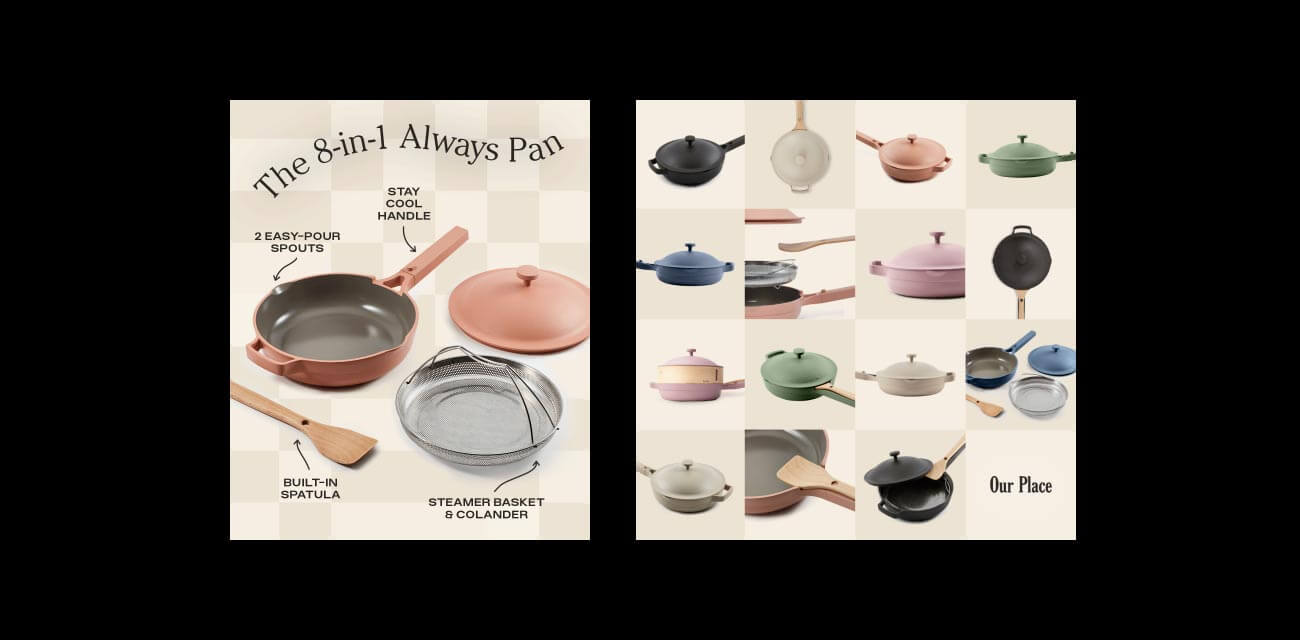 The 8-in-1 Always Pan
STAY
COOL
HANDLE
2 EASY-POUR
SPOUTS
BUILT-IN
SPATULA
STEAMER BASKET
& COLANDER
Our Place